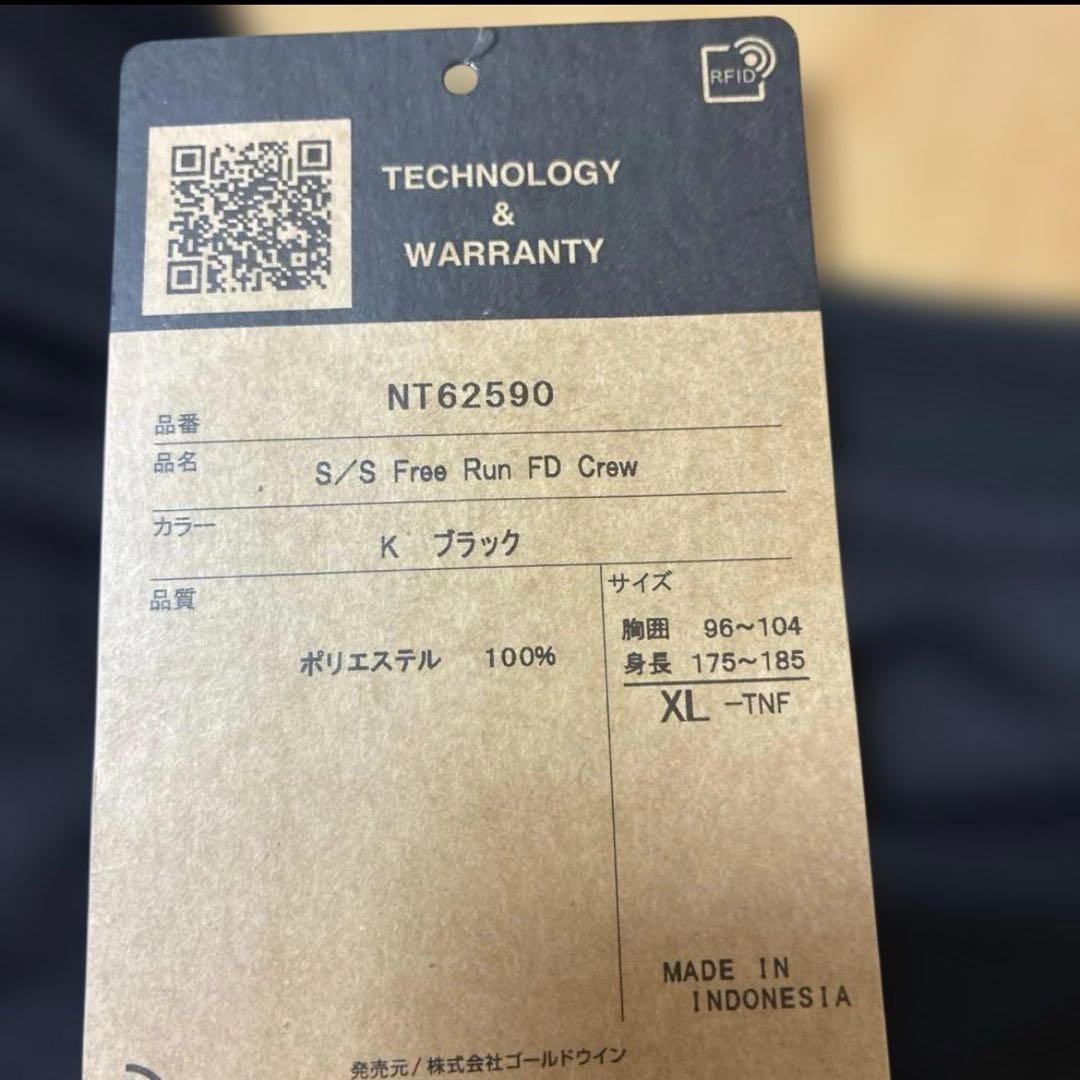 RFID
TECHNOLOGY
&
WARRANTY
品番 NT62590
品名 S/S Free Run FD Crew
カラー K ブラック
品質
ポリエステル 100%
サイズ
胸囲 96~104
身長 175~185
XL -TNF
MADE IN
INDONESIA
発売元/株式会社ゴールドウイン